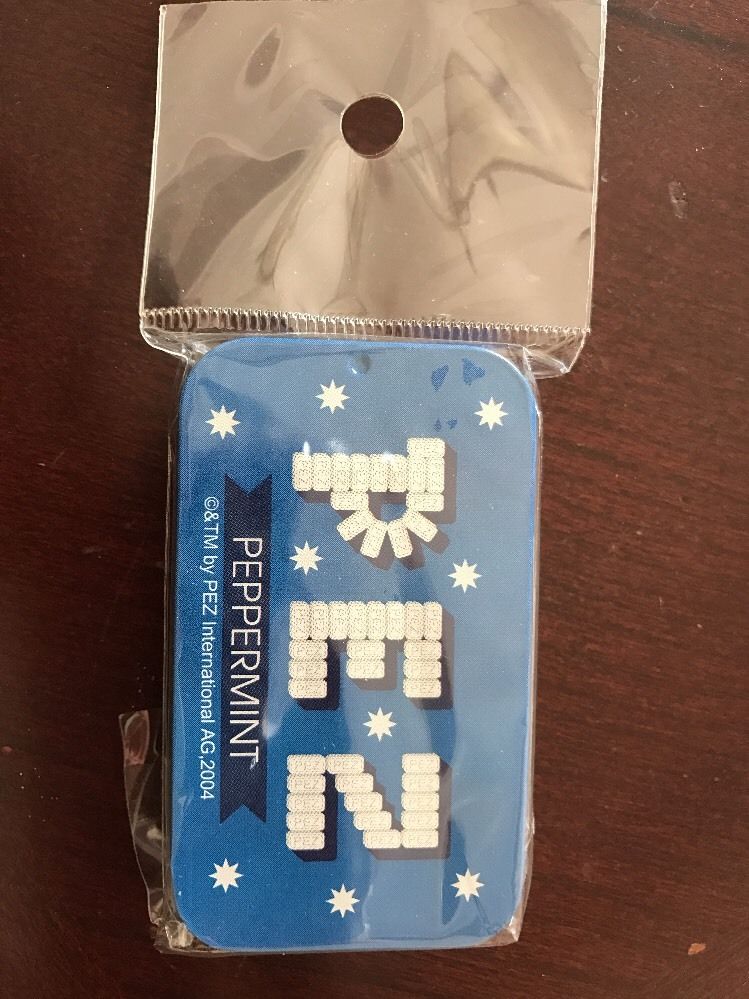 PEZ
PEPPERMINT
©&TM by PEZ International AG,2004